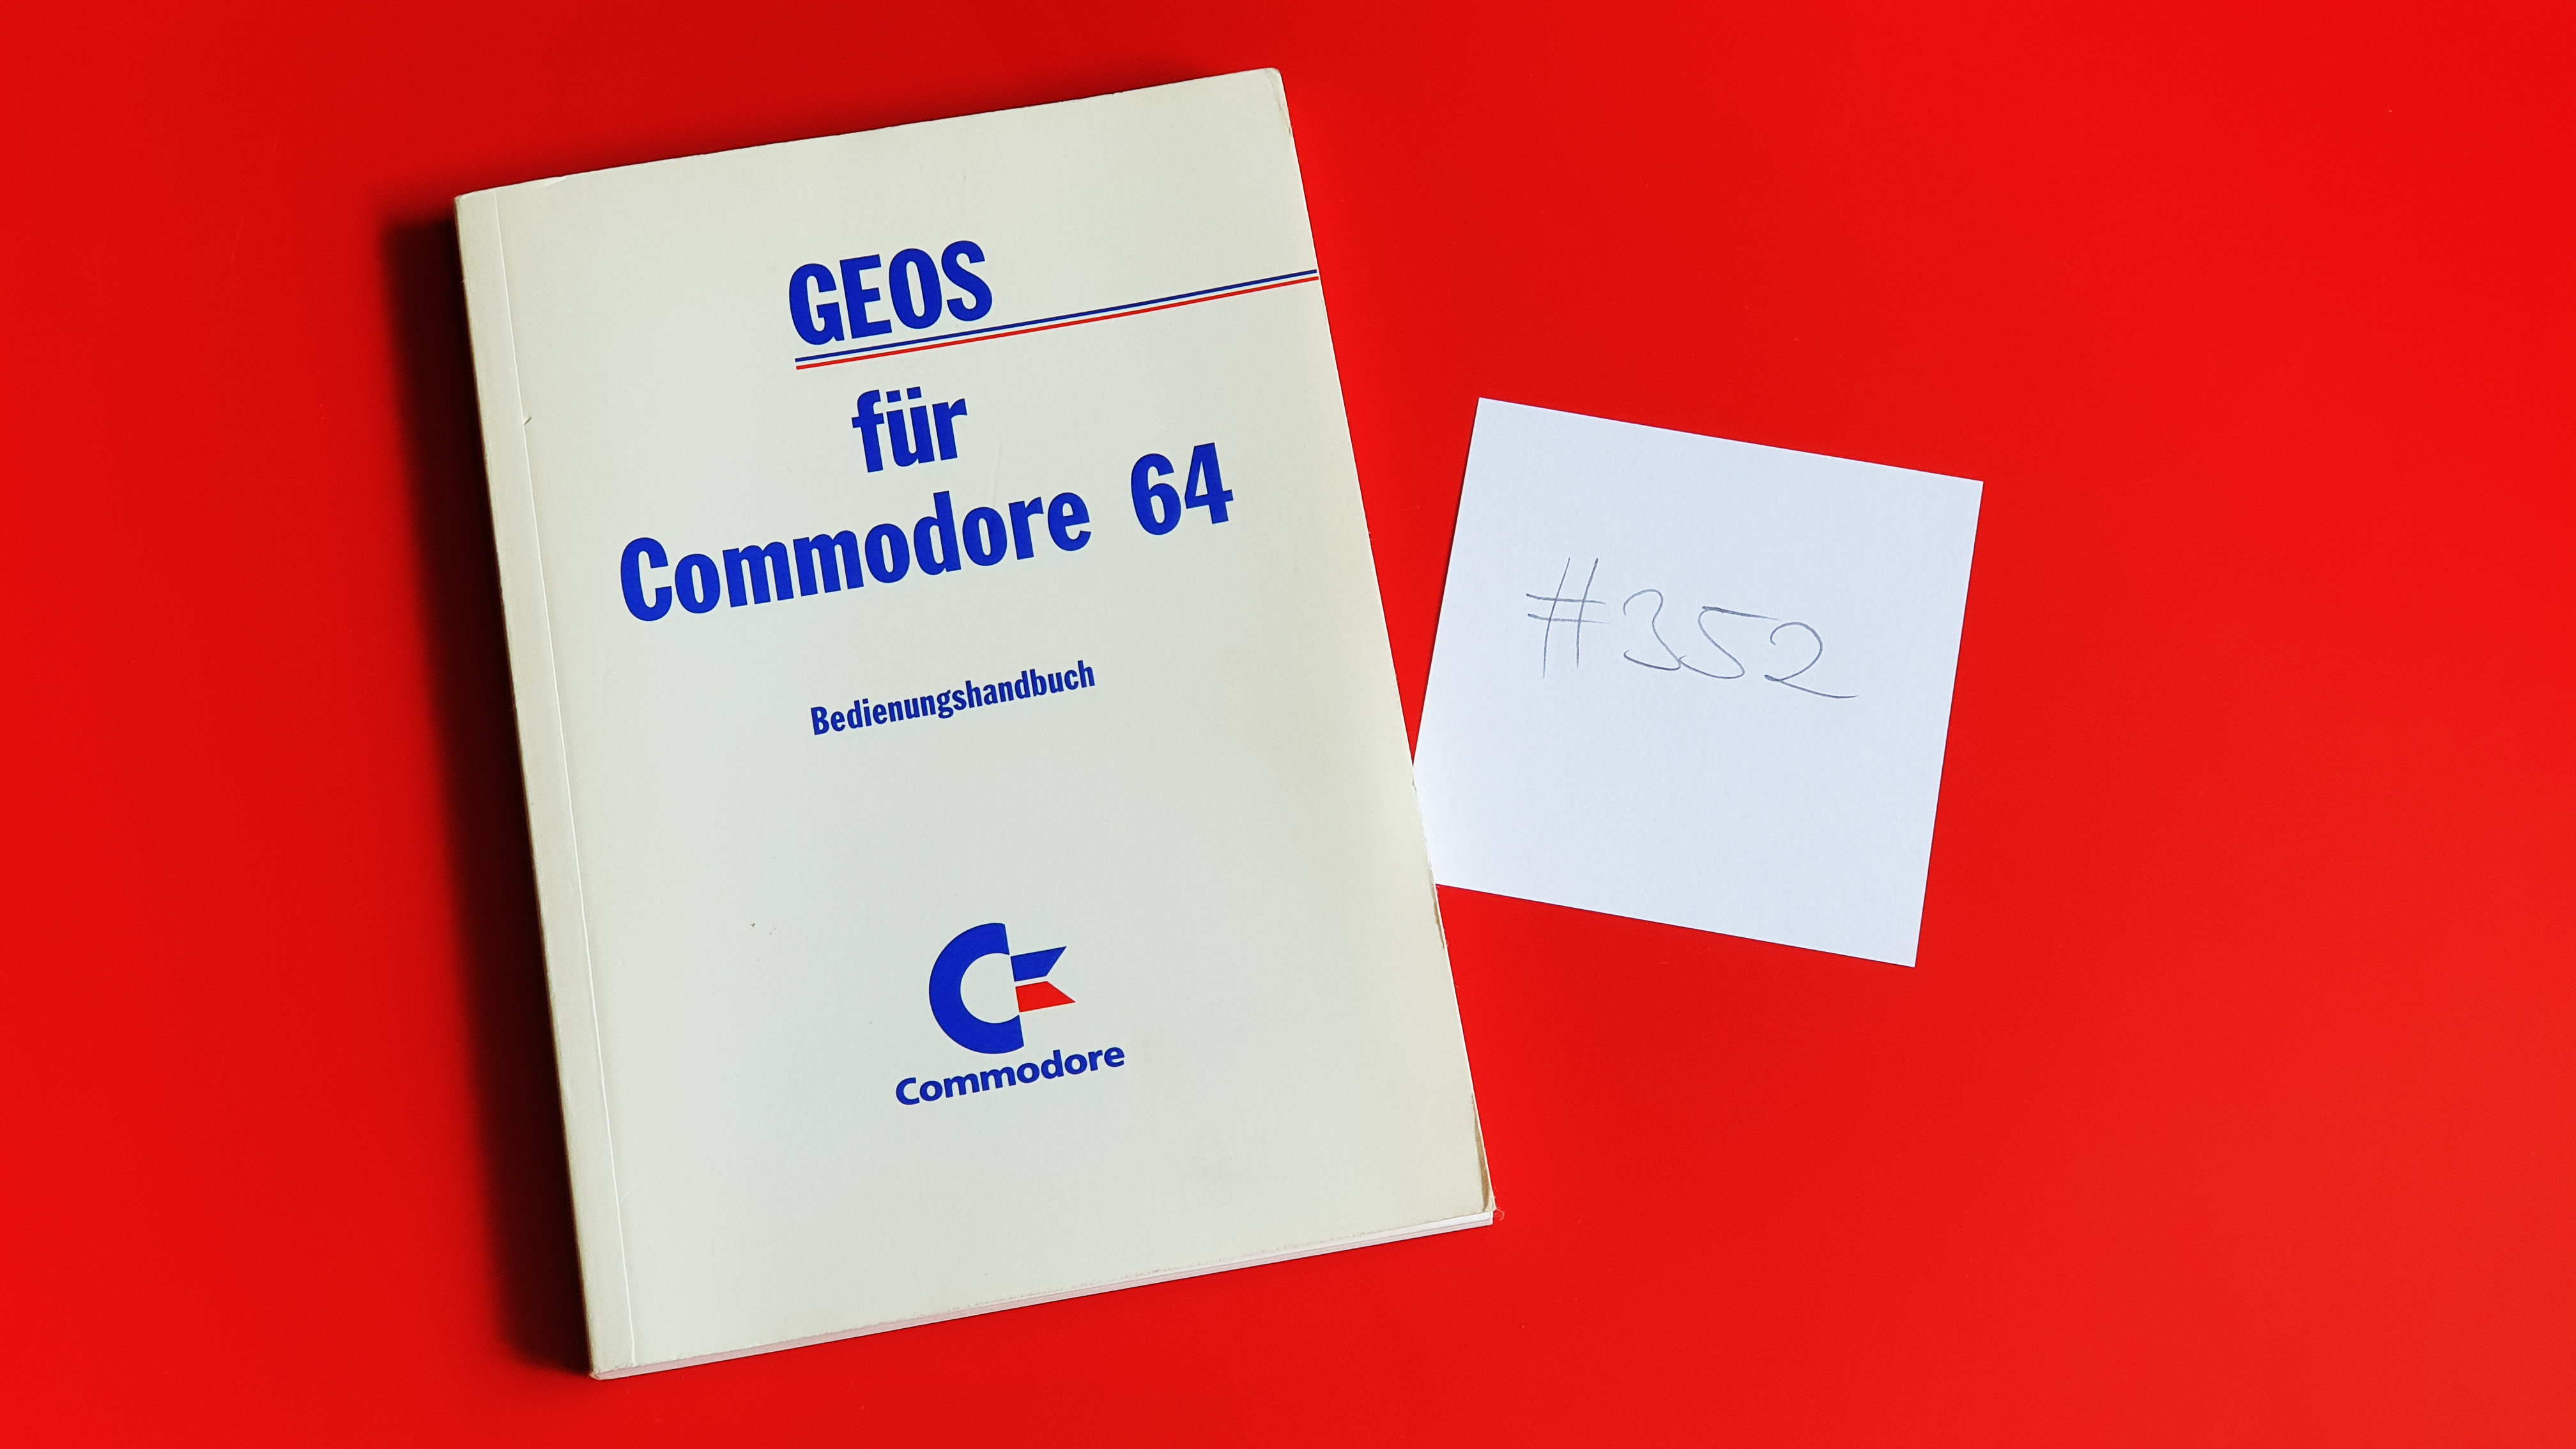 GEOS
für
Commodore 64
Bedienungshandbuch
Commodore
#352